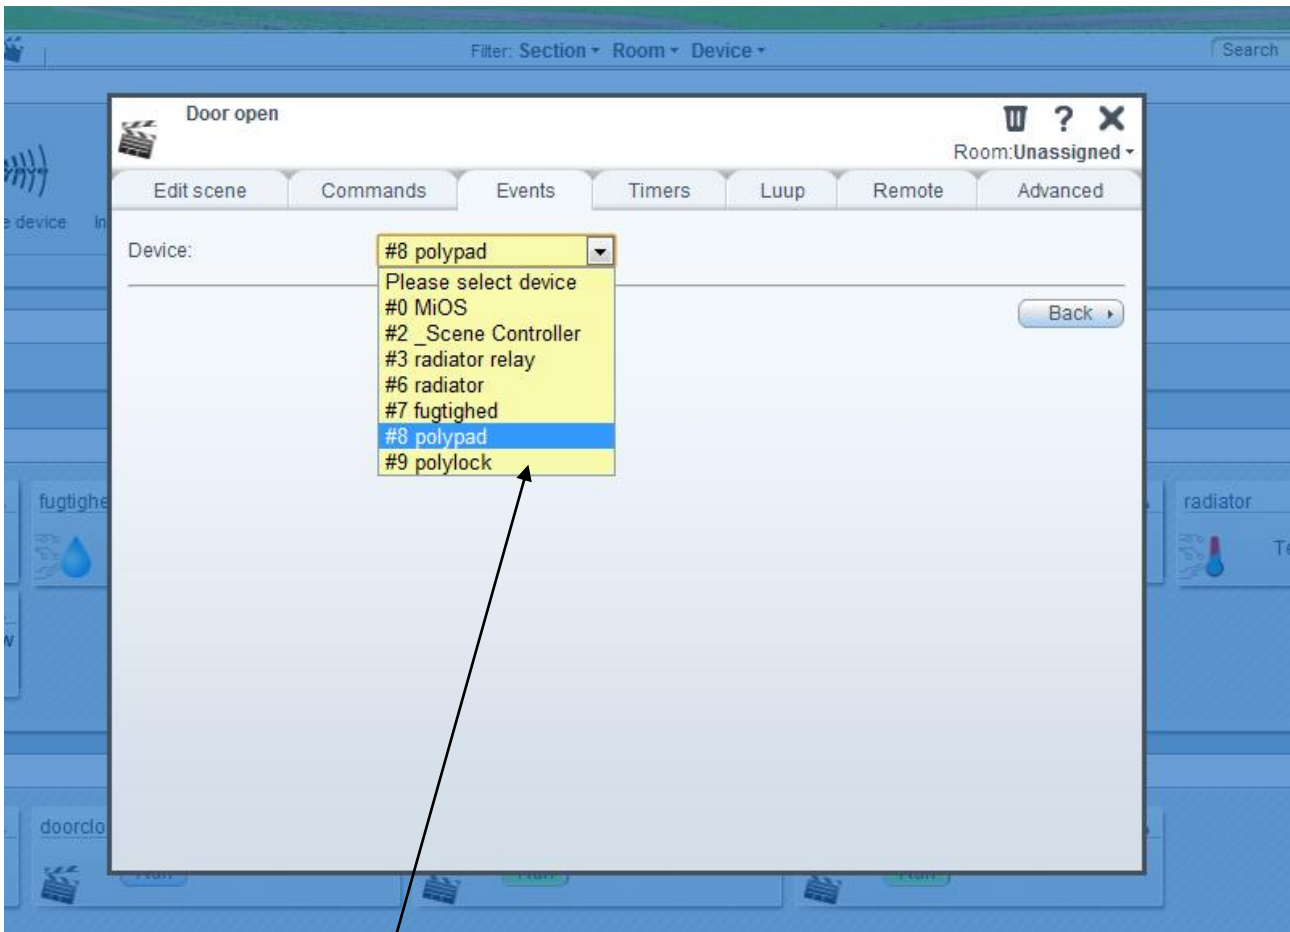 Filter: Section Room Device
Search
Door open
Room:Unassigned
Edit scene Commands Events Timers Luup Remote Advanced
e device In
Device:
#8 polypad
Please select device
#0 MiOS
#2 _Scene Controller
#3 radiator relay
#6 radiator
#7 fugtighed
#8 polypad
#9 polylock
Back
fugtighe
radiator
Te
w
doorclo